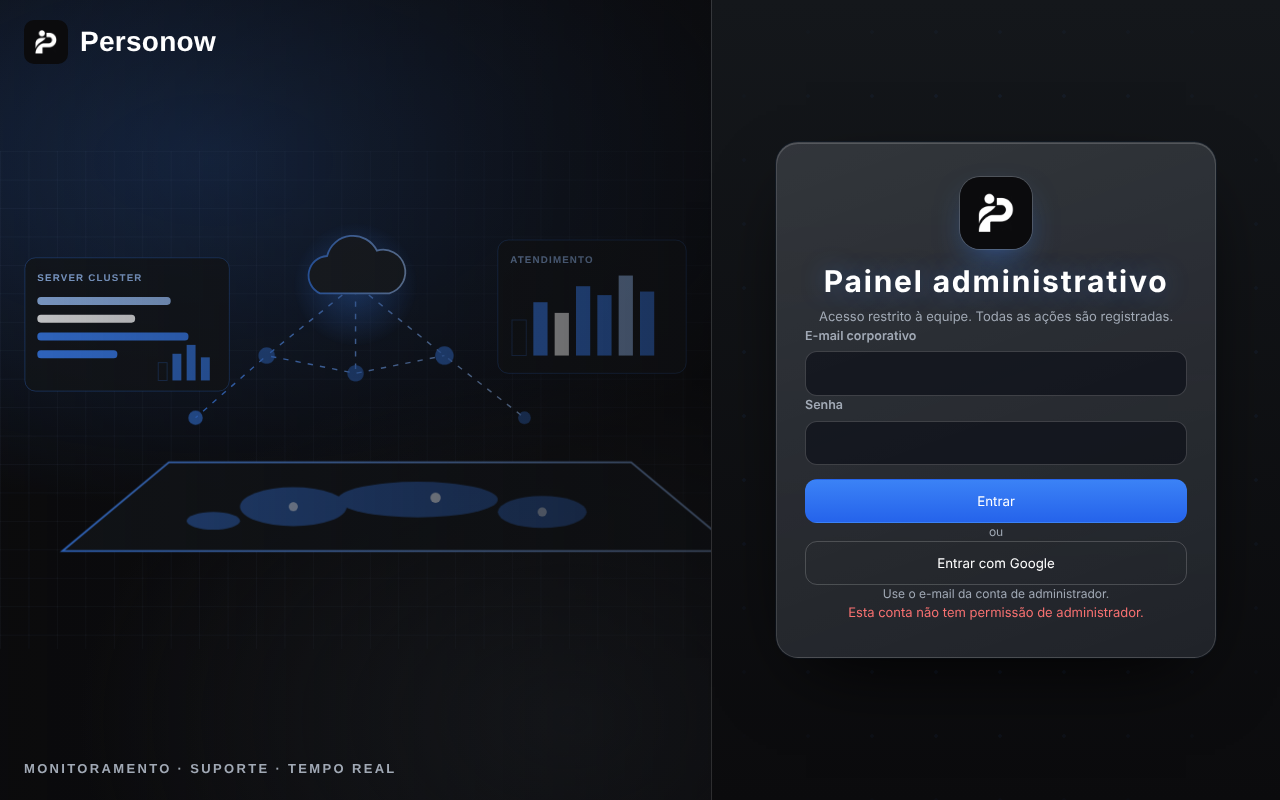 Personow
SERVER CLUSTER
ATENDIMENTO
MONITORAMENTO · SUPORTE · TEMPO REAL
Painel administrativo
Acesso restrito à equipe. Todas as ações são registradas.
E-mail corporativo
Senha
Entrar
ou
Entrar com Google
Use o e-mail da conta de administrador.
Esta conta não tem permissão de administrador.